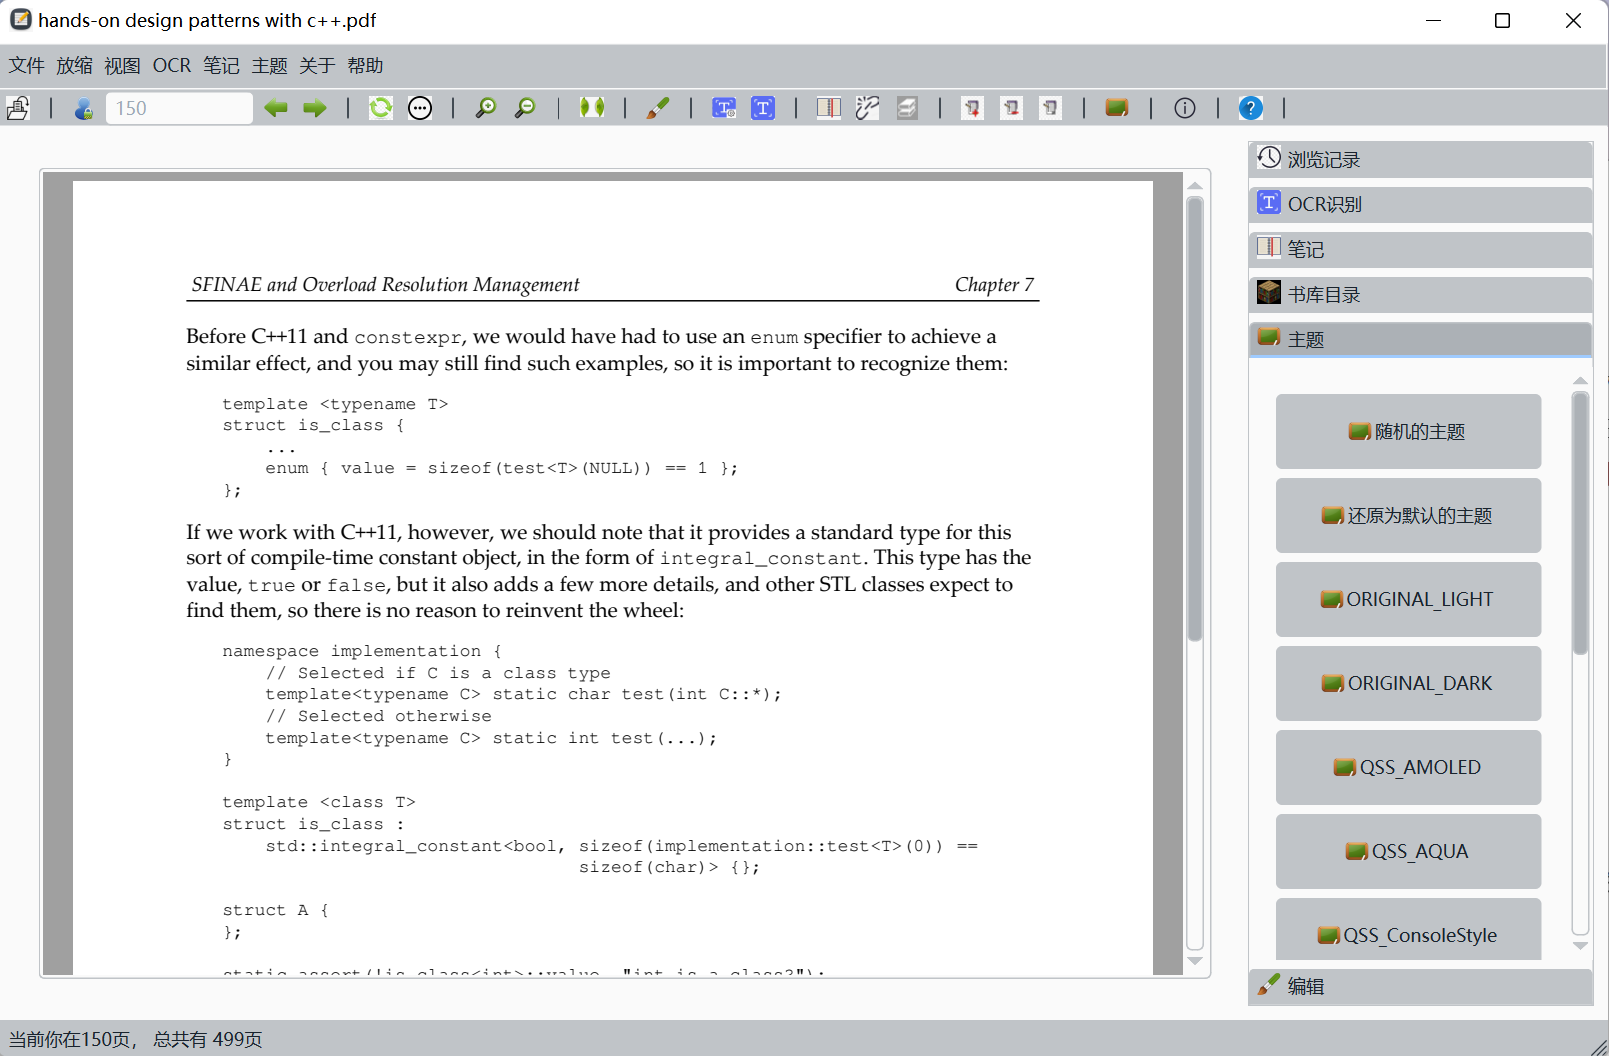 hands-on design patterns with c++.pdf
文件 放缩 视图 OCR 笔记 主题 关于 帮助
150
SFINAE and Overload Resolution Management Chapter 7
Before C++11 and constexpr, we would have had to use an enum specifier to achieve a
similar effect, and you may still find such examples, so it is important to recognize them:
template <typename T>
struct is_class {
...
enum { value = sizeof(test<T>(NULL)) == 1 };
};
If we work with C++11, however, we should note that it provides a standard type for this
sort of compile-time constant object, in the form of integral_constant. This type has the
value, true or false, but it also adds a few more details, and other STL classes expect to
find them, so there is no reason to reinvent the wheel:
namespace implementation {
// Selected if C is a class type
template<typename C> static char test(int C::*);
// Selected otherwise
template<typename C> static int test(...);
}
template <class T>
struct is_class :
std::integral_constant<bool, sizeof(implementation::test<T>(0)) ==
sizeof(char)> {};
struct A {
};
static_assert(!is_class<int>::value, "int is a class?");
浏览记录
OCR识别
笔记
书库目录
主题
随机的主题
还原为默认的主题
ORIGINAL_LIGHT
ORIGINAL_DARK
QSS_AMOLED
QSS_AQUA
QSS_ConsoleStyle
编辑
当前你在150页， 总共有 499页